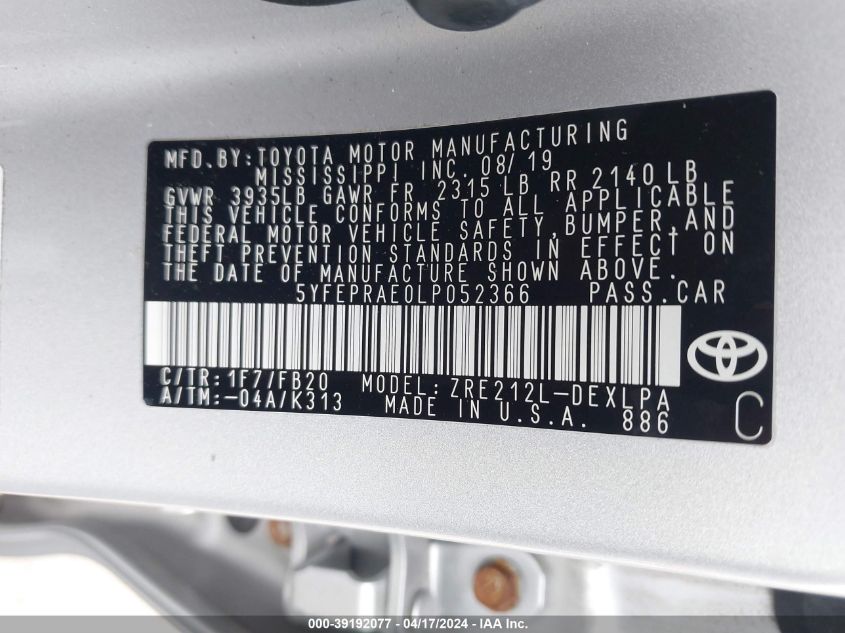 MFD. BY: TOYOTA MOTOR MANUFACTURING
MISSISSIPPI INC. 08/19
GVWR 3935LB GAWR FR 2315 LB RR 2140 LB
THIS VEHICLE CONFORMS TO ALL APPLICABLE
FEDERAL MOTOR VEHICLE SAFETY, BUMPER, AND
THEFT PREVENTION STANDARDS IN EFFECT ON
THE DATE OF MANUFACTURE SHOWN ABOVE.
5YFEPRAE0LP052366 PASS. CAR
C/TR: 1F7/FB20 MODEL: ZRE212L-DEXLPA
A/TM: -04A/K313 MADE IN U.S.A. 886
C
000-39192077 - 04/17/2024 - IAA Inc.